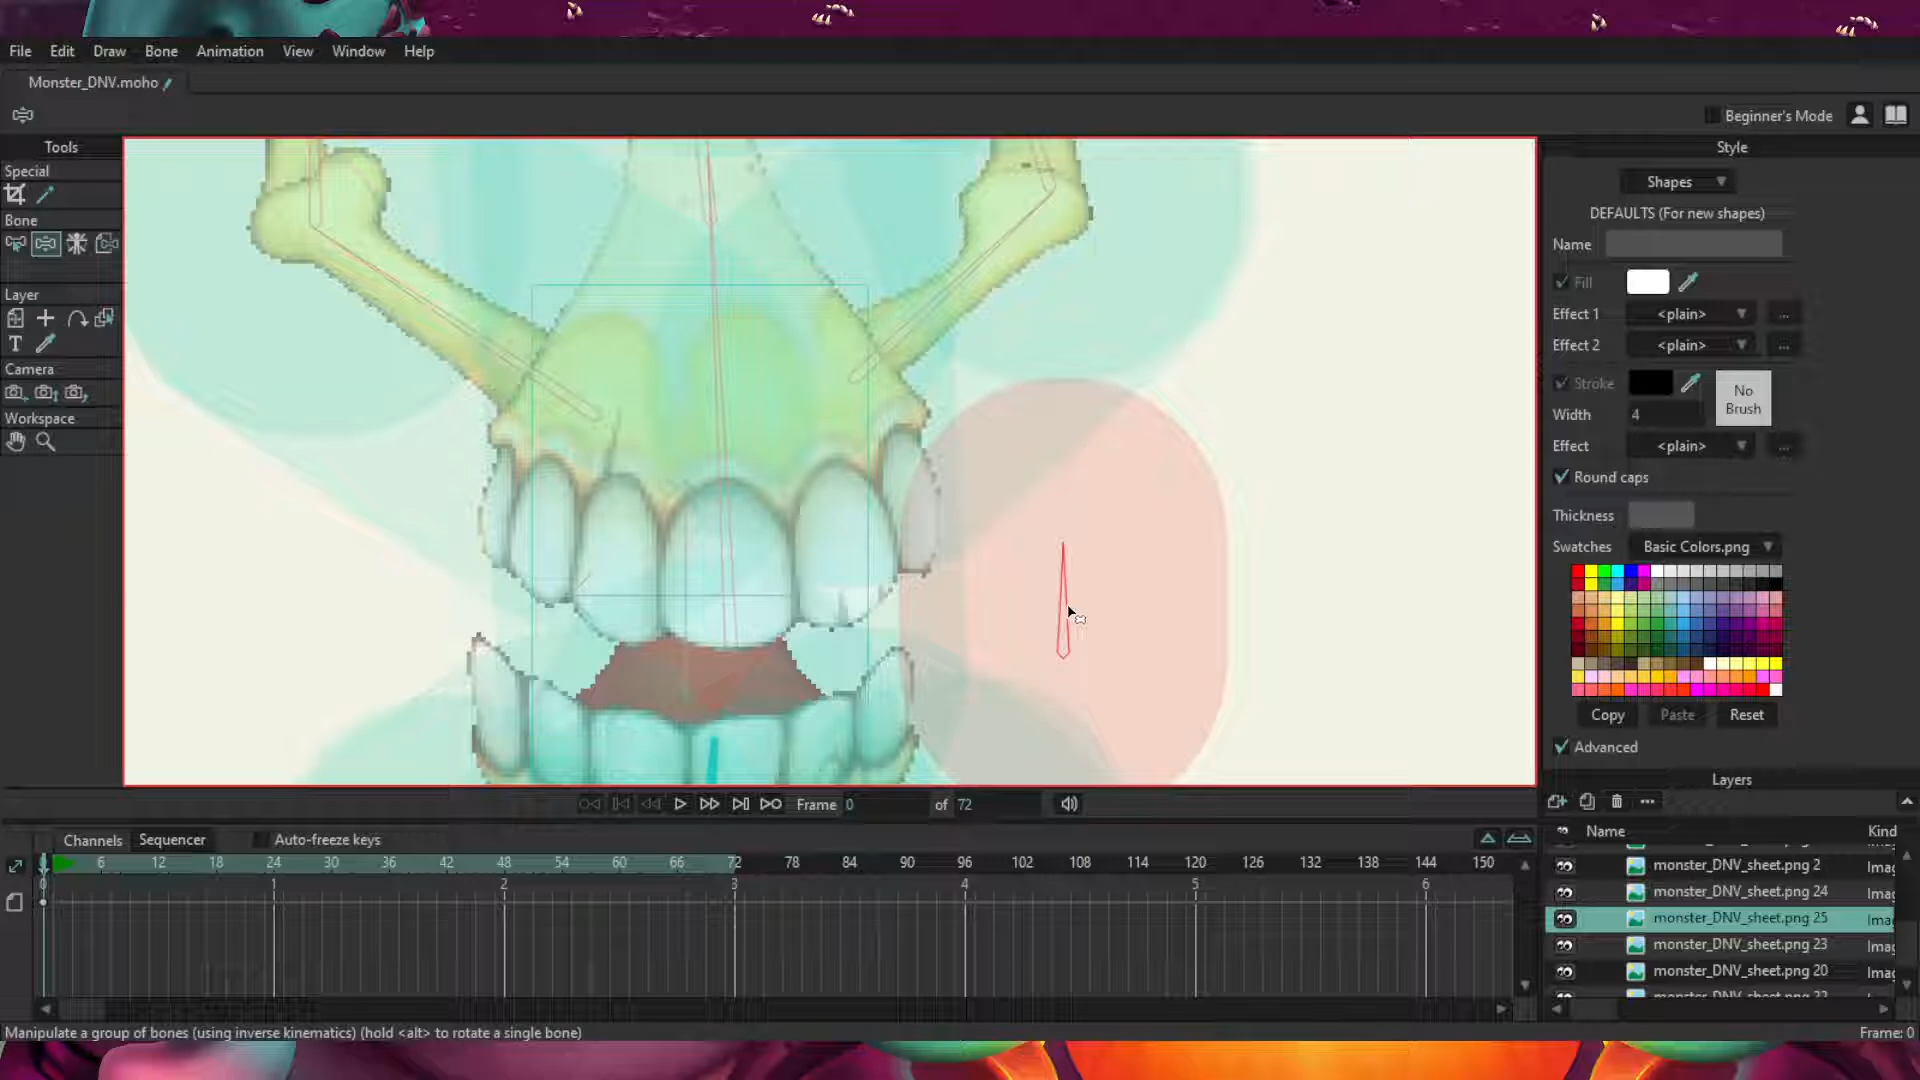 File Edit Draw Bone Animation View Window Help
Monster_DNV.moho
Beginner's Mode
Tools
Special
Bone
Layer
T
Camera
Workspace
Style
Shapes
DEFAULTS (For new shapes)
Name
Fill
Effect 1 <plain> ...
Effect 2 <plain> ...
Stroke
No Brush
Width 4
Effect <plain> ...
Round caps
Thickness
Swatches Basic Colors.png
Copy Paste Reset
Advanced
Layers
Name Kind
monster_DNV_sheet.png 2 Imag
monster_DNV_sheet.png 24 Imag
monster_DNV_sheet.png 25 Imag
monster_DNV_sheet.png 23 Imag
monster_DNV_sheet.png 20 Imag
Frame 0 of 72
Channels Sequencer Auto-freeze keys
6 12 18 24 30 36 42 48 54 60 66 72 78 84 90 96 102 108 114 120 126 132 138 144 150
0 1 2 3 4 5 6
Manipulate a group of bones (using inverse kinematics) (hold <alt> to rotate a single bone)
Frame: 0